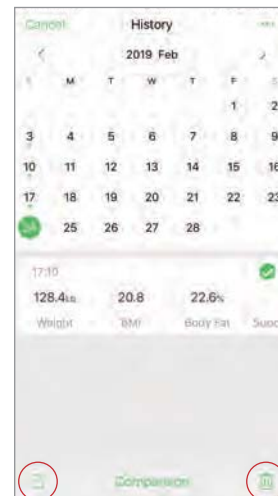 Cancel History
2019 Feb
M T W T F
1 2
3 4 5 6 7 8 9
10 11 12 13 14 15 16
17 18 19 20 21 22 23
24 25 26 27 28
17:10
128.4 20.8 22.6%
Weight BMI Body Fat
Comparison